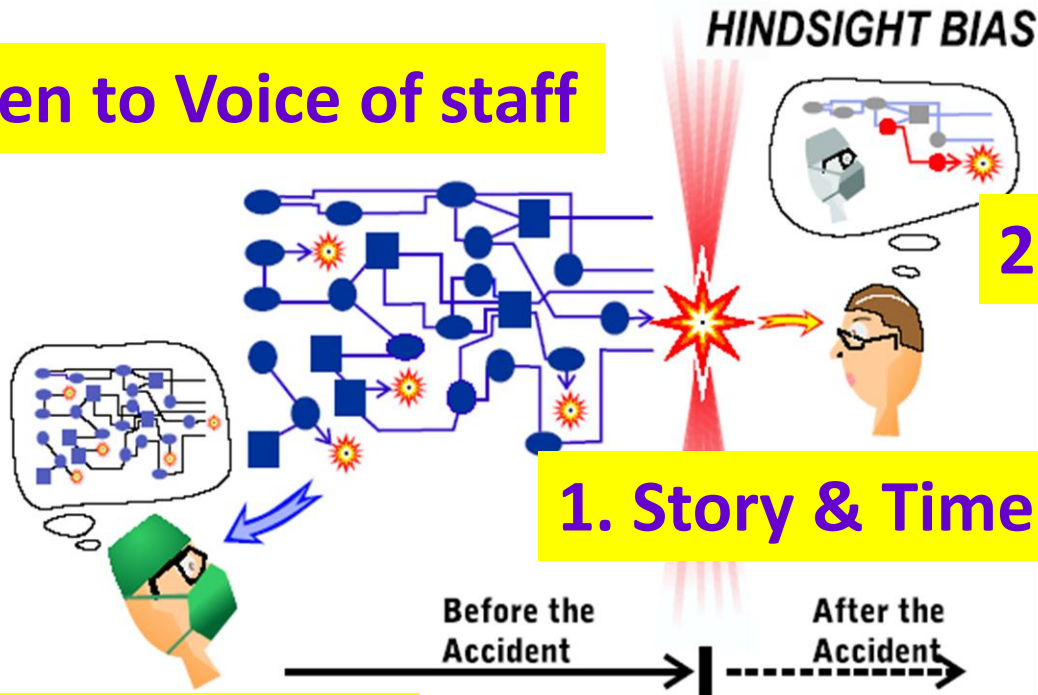 HINDSIGHT BIAS
en to Voice of staff
2
1. Story & Time
Before the
Accident
After the
Accident